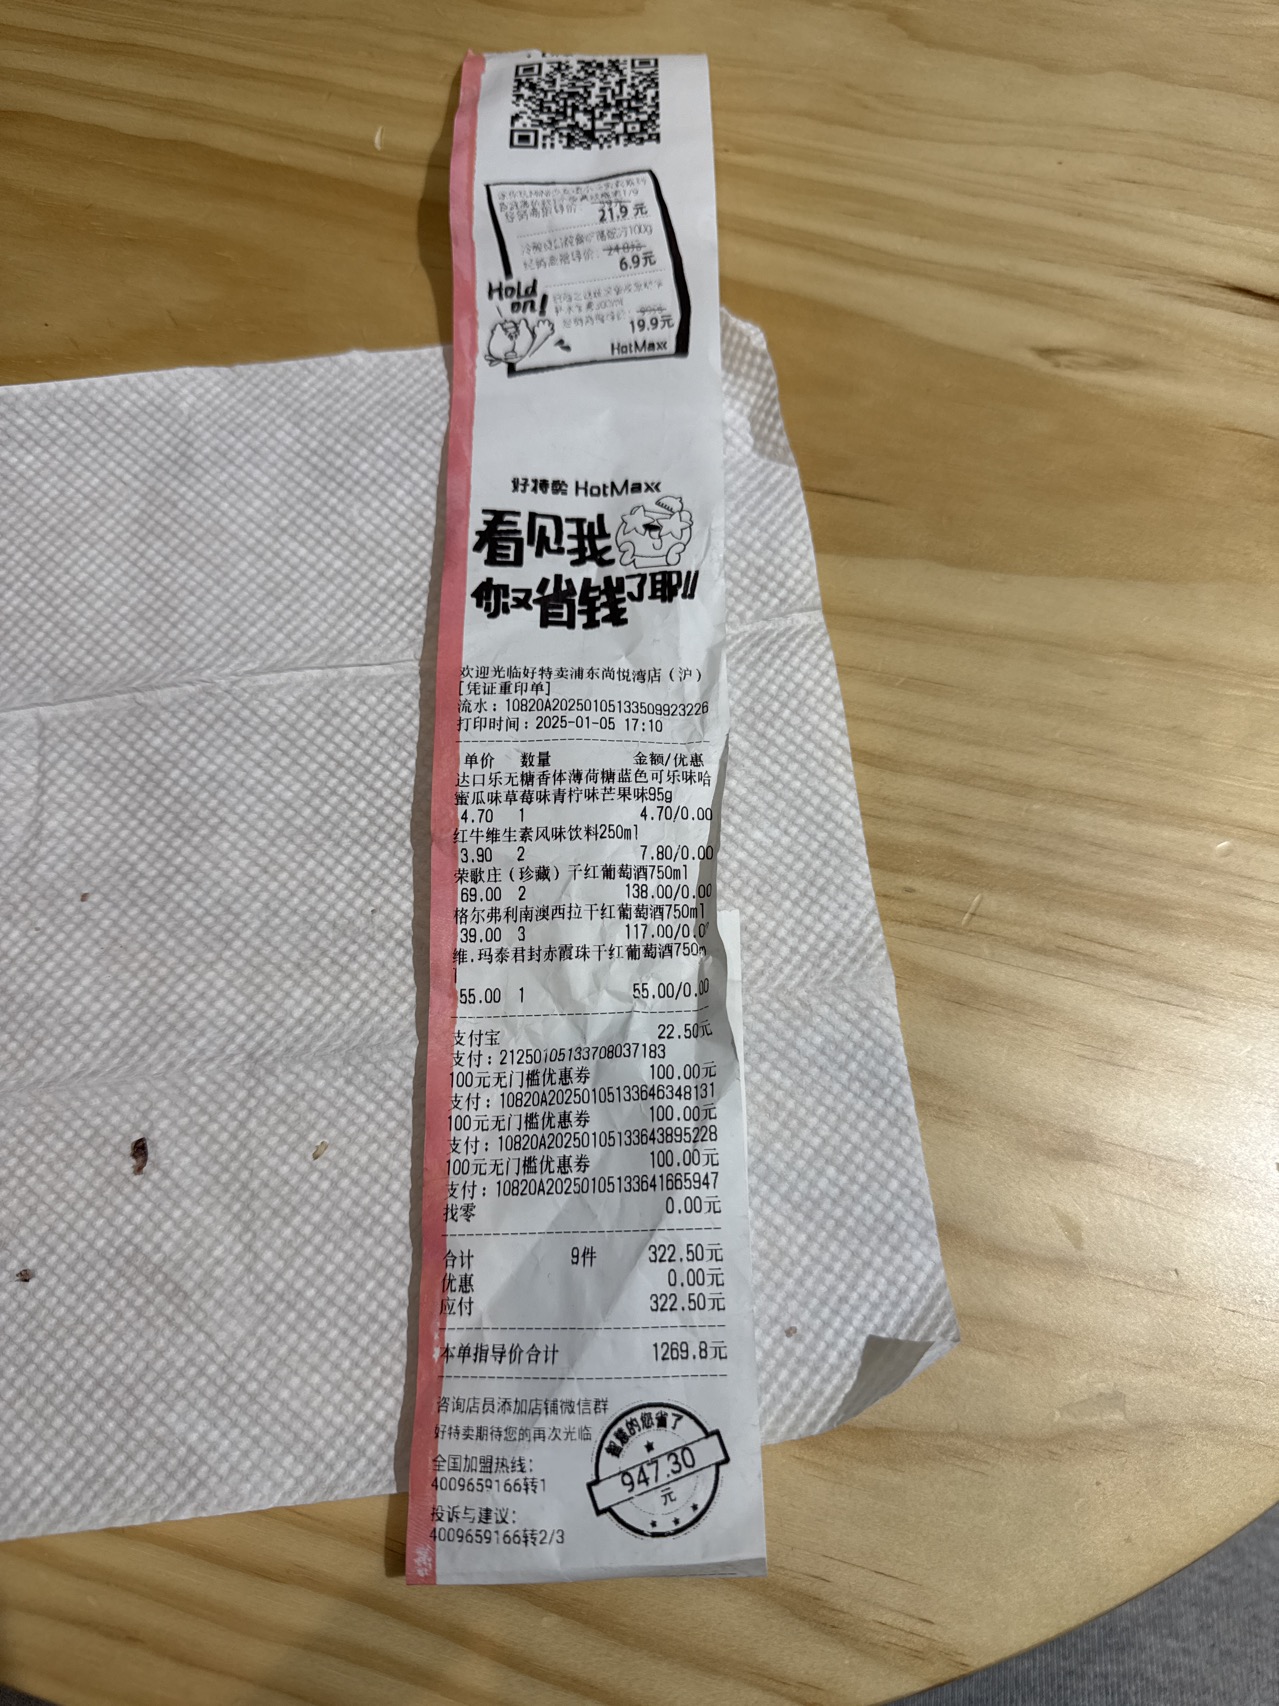 21.9元
24.8元
6.9元
Hold
on!
19.9元
HotMaxx
好特卖 HotMaxx
看见我
你又省钱了耶!!
欢迎光临好特卖浦东尚悦湾店（沪）
[凭证重印单]
流水：10820A20250105133509923226
打印时间：2025-01-05 17:10
单价 数量 金额/优惠
达口乐无糖香体薄荷糖蓝色可乐味哈
蜜瓜味草莓味青柠味芒果味95g
4.70 1 4.70/0.00
红牛维生素风味饮料250ml
3.90 2 7.80/0.00
荣歌庄（珍藏）干红葡萄酒750ml
69.00 2 138.00/0.00
格尔弗利南澳西拉干红葡萄酒750ml
39.00 3 117.00/0.0
维.玛泰君封赤霞珠干红葡萄酒750m
l
55.00 1 55.00/0.00
支付宝 22.50元
支付：21250105133708037183
100元无门槛优惠券 100.00元
支付：10820A20250105133646348131
100元无门槛优惠券 100.00元
支付：10820A20250105133643895228
100元无门槛优惠券 100.00元
支付：10820A20250105133641665947
找零 0.00元
合计 9件 322.50元
优惠 0.00元
应付 322.50元
本单指导价合计 1269.8元
咨询店员添加店铺微信群
好特卖期待您的再次光临
全国加盟热线：
4009659166转1
投诉与建议：
4009659166转2/3
智慧的您省了
947.30
元